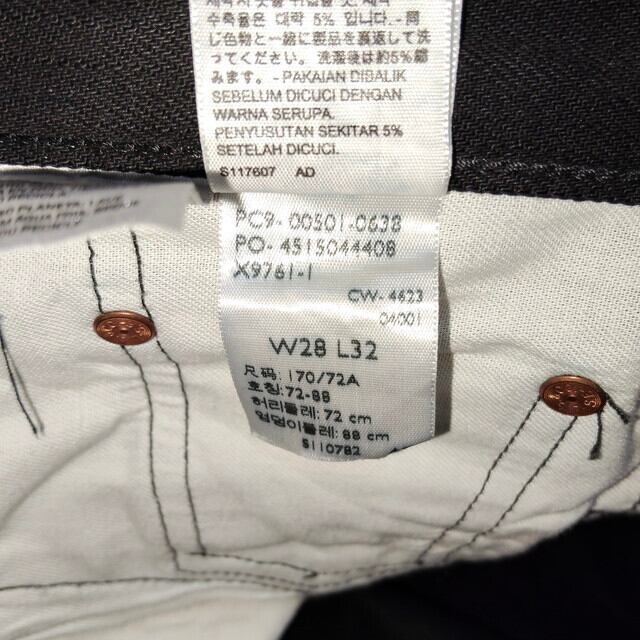 수축율은 대략 5% 입니다 -同
じ色物と一緒に製品を裏返して洗
ってください。洗濯後は約5%縮
みます。- PAKAIAN DIBALIK
SEBELUM DICUCI DENGAN
WARNA SERUPA.
PENYUSUTAN SEKITAR 5%
SETELAH DICUCI.
S117607 AD
PC9- 00501-0638
PO- 4515044408
X9761-1
CW- 4623
04001
W28 L32
尺码: 170/72A
호칭: 72-88
허리둘레: 72 cm
엉덩이둘레: 88 cm
S110782